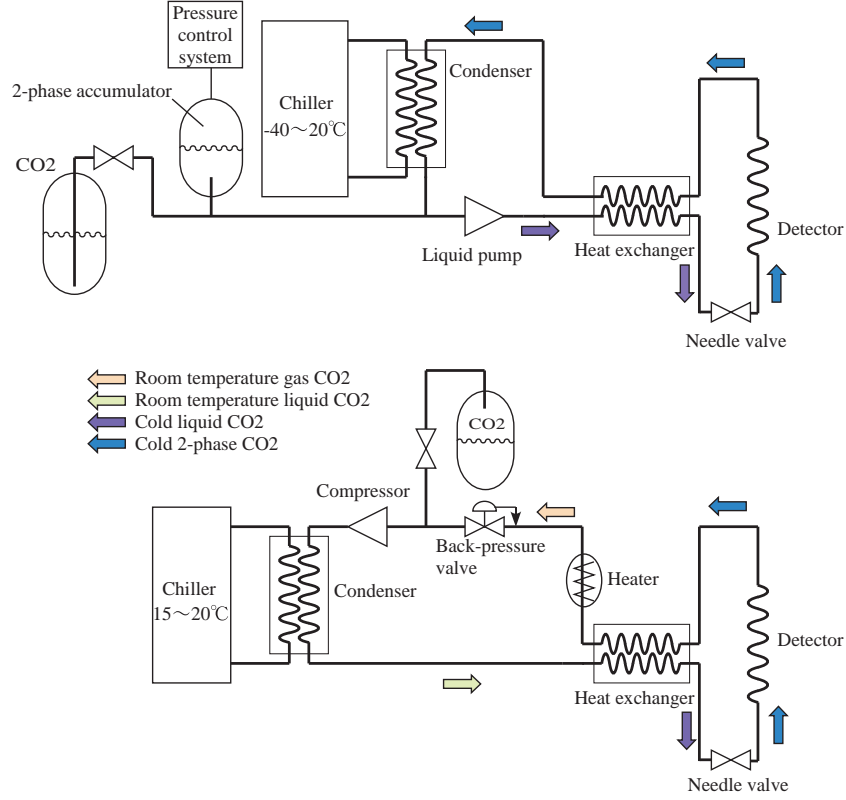 Pressure
control
system
2-phase accumulator
CO2
Chiller
-40～20℃
Condenser
Liquid pump
Heat exchanger
Detector
Needle valve
Room temperature gas CO2
Room temperature liquid CO2
Cold liquid CO2
Cold 2-phase CO2
CO2
Compressor
Back-pressure
valve
Chiller
15～20℃
Condenser
Heater
Heat exchanger
Detector
Needle valve